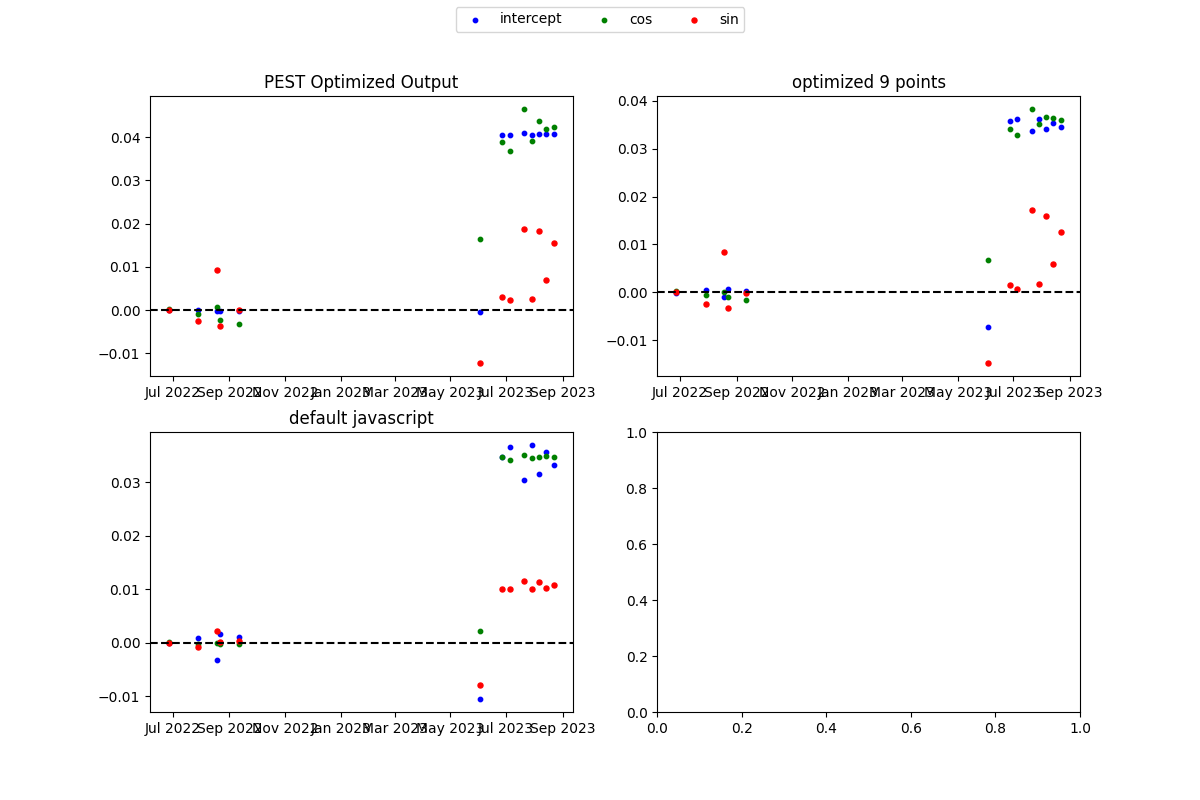 intercept cos sin
PEST Optimized Output
0.04
0.03
0.02
0.01
0.00
−0.01
Jul 2022 Sep 2022 Nov 2022 Jan 2023 Mar 2023 May 2023 Jul 2023 Sep 2023
optimized 9 points
0.04
0.03
0.02
0.01
0.00
−0.01
Jul 2022 Sep 2022 Nov 2022 Jan 2023 Mar 2023 May 2023 Jul 2023 Sep 2023
default javascript
0.03
0.02
0.01
0.00
−0.01
Jul 2022 Sep 2022 Nov 2022 Jan 2023 Mar 2023 May 2023 Jul 2023 Sep 2023
1.0
0.8
0.6
0.4
0.2
0.0
0.0 0.2 0.4 0.6 0.8 1.0